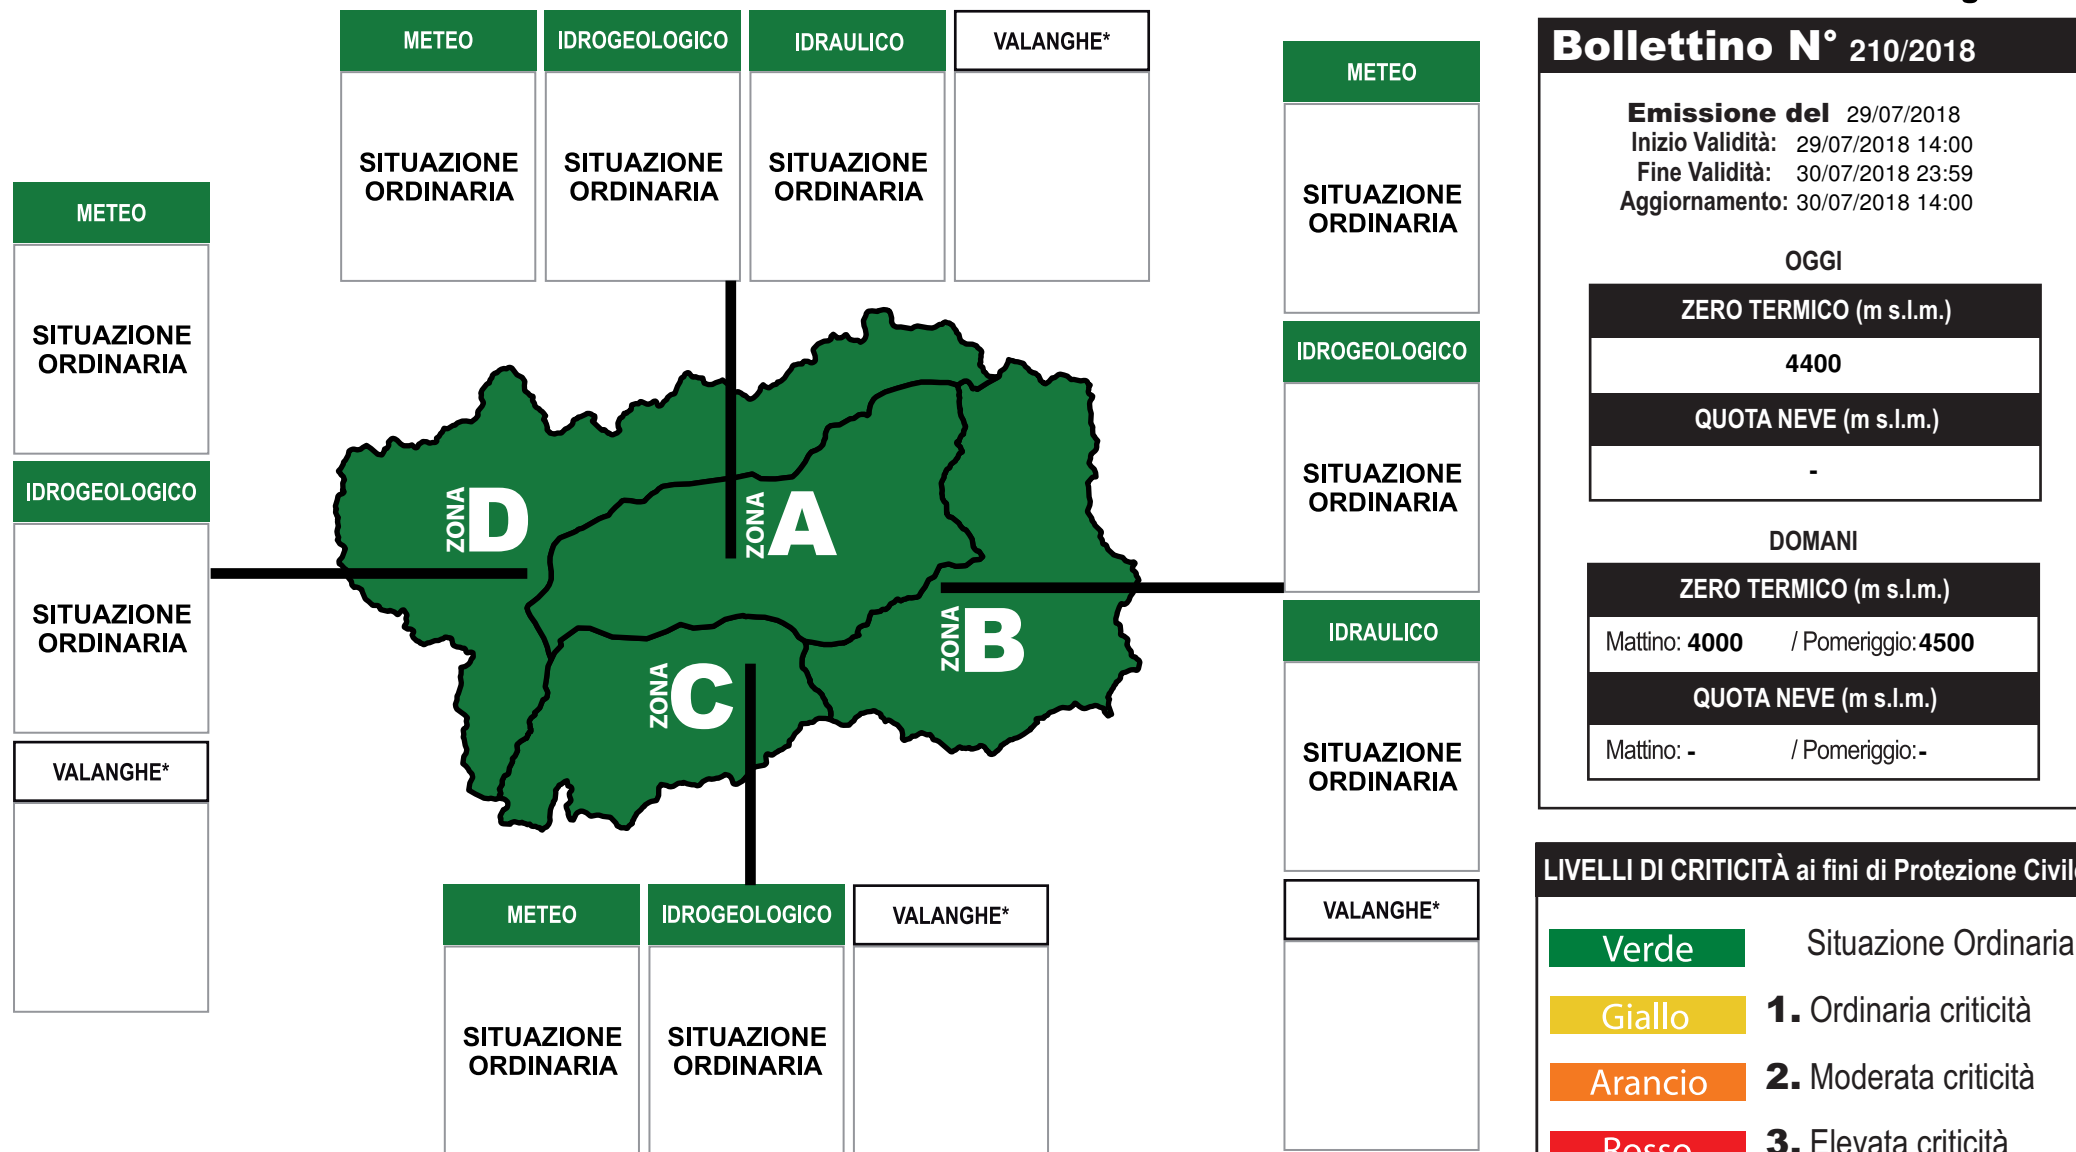 METEO IDROGEOLOGICO IDRAULICO VALANGHE*
SITUAZIONE SITUAZIONE SITUAZIONE
ORDINARIA ORDINARIA ORDINARIA
METEO
SITUAZIONE
ORDINARIA
IDROGEOLOGICO
SITUAZIONE
ORDINARIA
VALANGHE*
ZONA D
ZONA A
ZONA B
ZONA C
METEO
SITUAZIONE
ORDINARIA
IDROGEOLOGICO
SITUAZIONE
ORDINARIA
IDRAULICO
SITUAZIONE
ORDINARIA
VALANGHE*
METEO IDROGEOLOGICO VALANGHE*
SITUAZIONE SITUAZIONE
ORDINARIA ORDINARIA
Bollettino N° 210/2018
Emissione del 29/07/2018
Inizio Validità: 29/07/2018 14:00
Fine Validità: 30/07/2018 23:59
Aggiornamento: 30/07/2018 14:00
OGGI
ZERO TERMICO (m s.l.m.)
4400
QUOTA NEVE (m s.l.m.)
-
DOMANI
ZERO TERMICO (m s.l.m.)
Mattino: 4000 / Pomeriggio: 4500
QUOTA NEVE (m s.l.m.)
Mattino: - / Pomeriggio: -
LIVELLI DI CRITICITÀ ai fini di Protezione Civile
Verde Situazione Ordinaria
Giallo 1. Ordinaria criticità
Arancio 2. Moderata criticità
Rosso 3. Elevata criticità